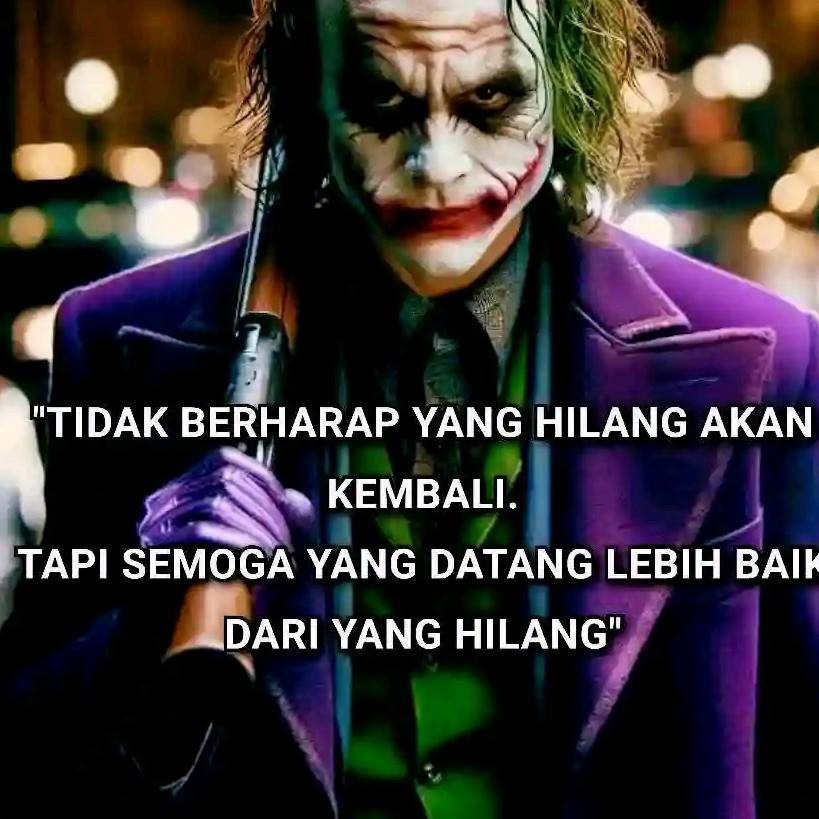 "TIDAK BERHARAP YANG HILANG AKAN
KEMBALI.
TAPI SEMOGA YANG DATANG LEBIH BAIK
DARI YANG HILANG"